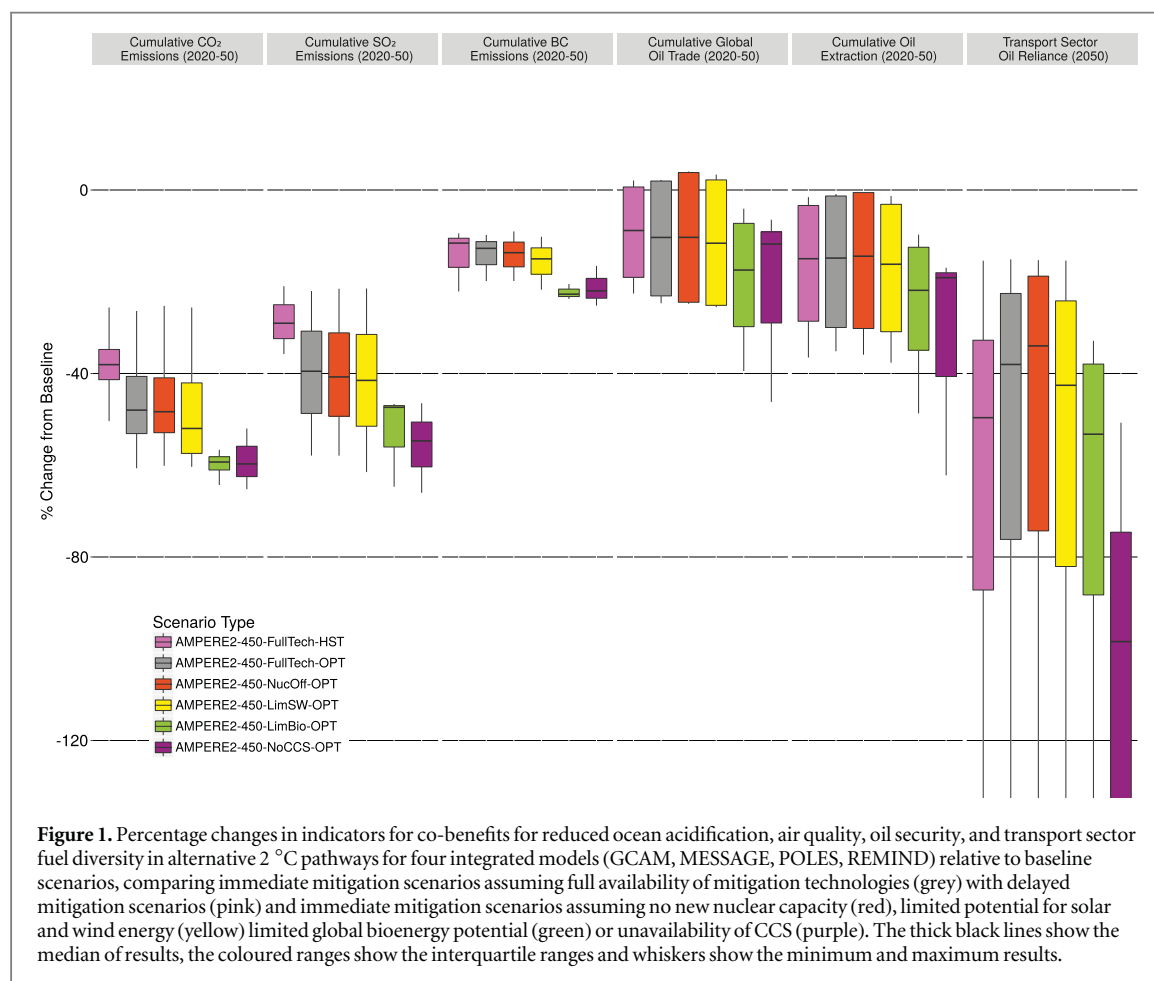 Cumulative CO₂
Emissions (2020-50)
Cumulative SO₂
Emissions (2020-50)
Cumulative BC
Emissions (2020-50)
Cumulative Global
Oil Trade (2020-50)
Cumulative Oil
Extraction (2020-50)
Transport Sector
Oil Reliance (2050)
% Change from Baseline
0
-40
-80
-120
Scenario Type
AMPERE2-450-FullTech-HST
AMPERE2-450-FullTech-OPT
AMPERE2-450-NucOff-OPT
AMPERE2-450-LimSW-OPT
AMPERE2-450-LimBio-OPT
AMPERE2-450-NoCCS-OPT
Figure 1. Percentage changes in indicators for co-benefits for reduced ocean acidification, air quality, oil security, and transport sector
fuel diversity in alternative 2 °C pathways for four integrated models (GCAM, MESSAGE, POLES, REMIND) relative to baseline
scenarios, comparing immediate mitigation scenarios assuming full availability of mitigation technologies (grey) with delayed
mitigation scenarios (pink) and immediate mitigation scenarios assuming no new nuclear capacity (red), limited potential for solar
and wind energy (yellow) limited global bioenergy potential (green) or unavailability of CCS (purple). The thick black lines show the
median of results, the coloured ranges show the interquartile ranges and whiskers show the minimum and maximum results.